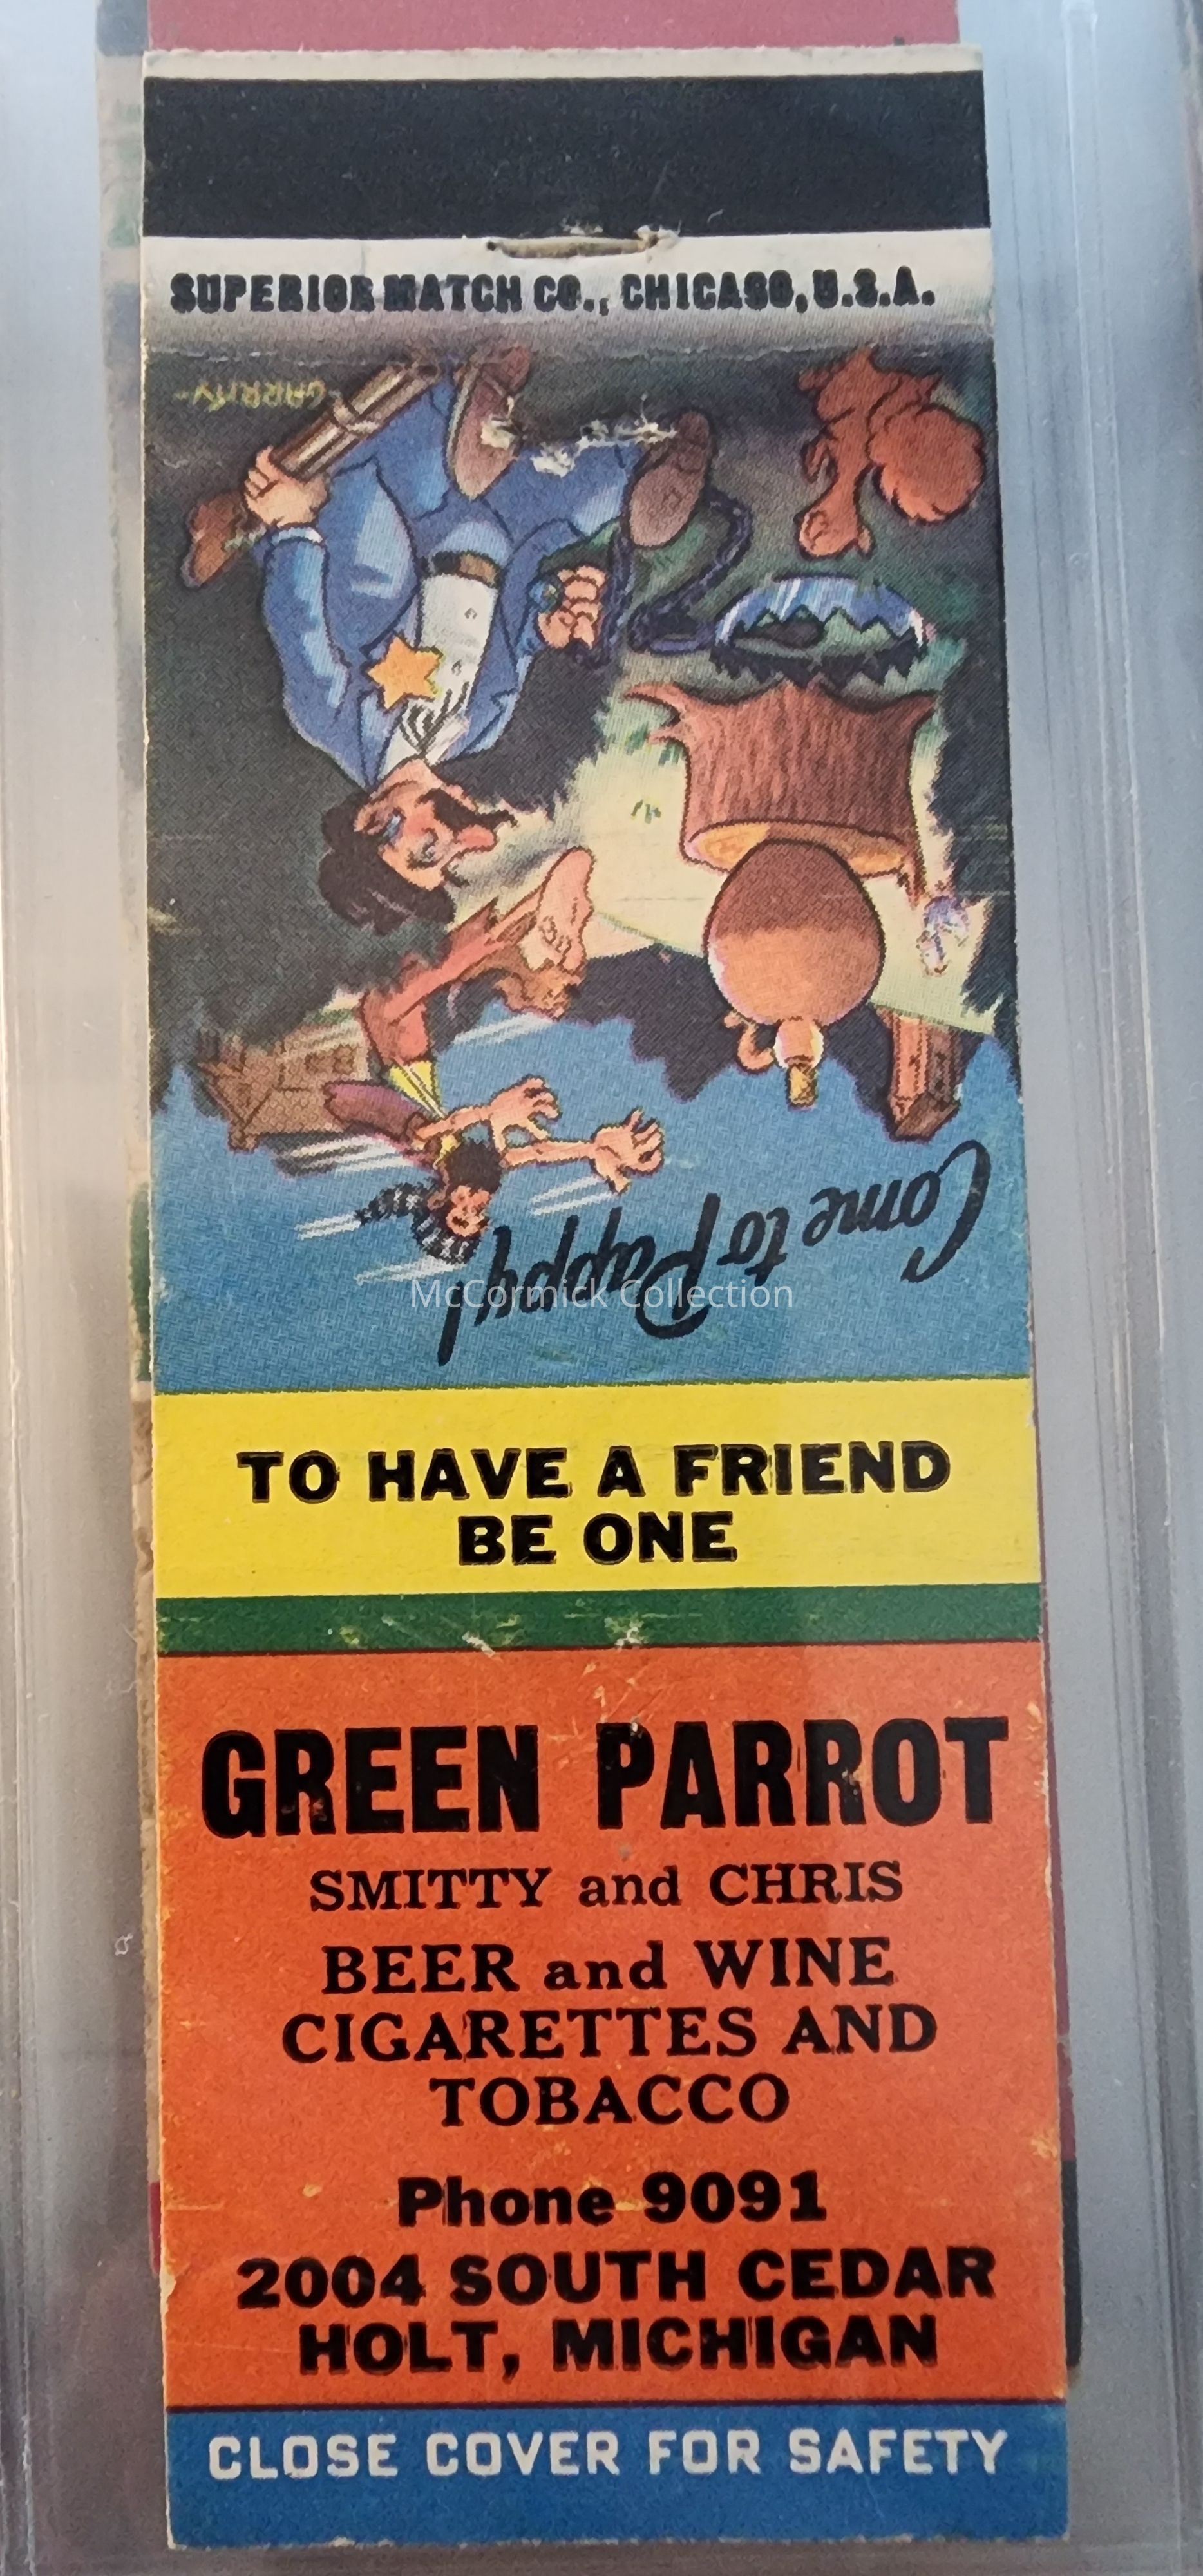 SUPERIOR MATCH CO., CHICAGO, U.S.A.
GARRITY
Come to Pappy!
McCormick Collection
TO HAVE A FRIEND
BE ONE
GREEN PARROT
SMITTY and CHRIS
BEER and WINE
CIGARETTES AND
TOBACCO
Phone 9091
2004 SOUTH CEDAR
HOLT, MICHIGAN
CLOSE COVER FOR SAFETY